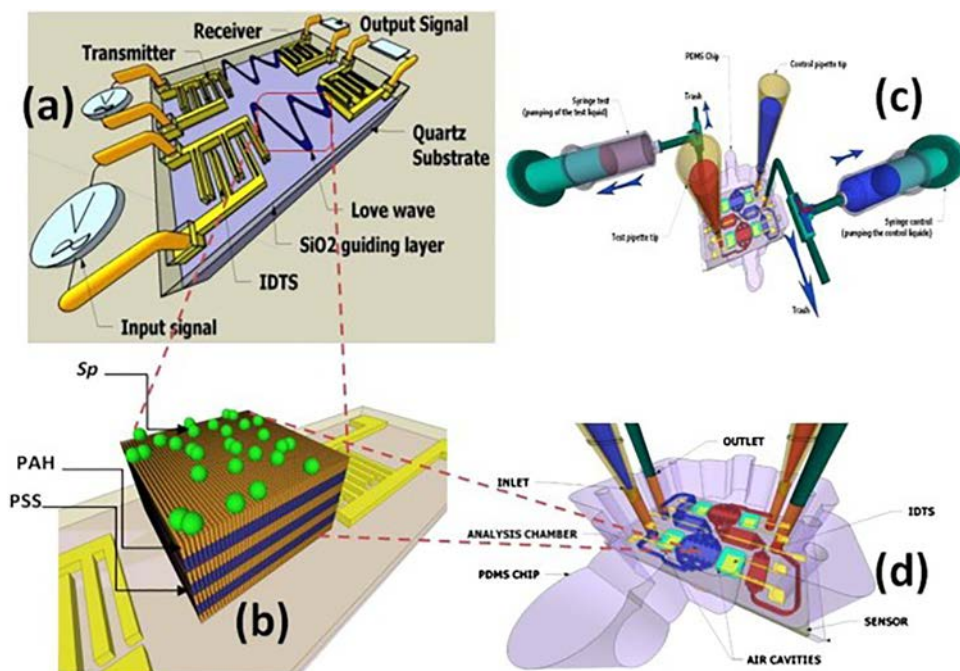 (a)
Transmitter
Receiver
Output Signal
Quartz
Substrate
Love wave
SiO2 guiding layer
IDTS
Input signal
(c)
PDMS Chip
Control pipette tip
Syringe test
(pumping of the test liquid)
Trash
Test pipette tip
Syringe control
(pumping the control liquide)
Trash
Sp
PAH
PSS
(b)
OUTLET
INLET
IDTS
ANALYSIS CHAMBER
PDMS CHIP
(d)
SENSOR
AIR CAVITIES